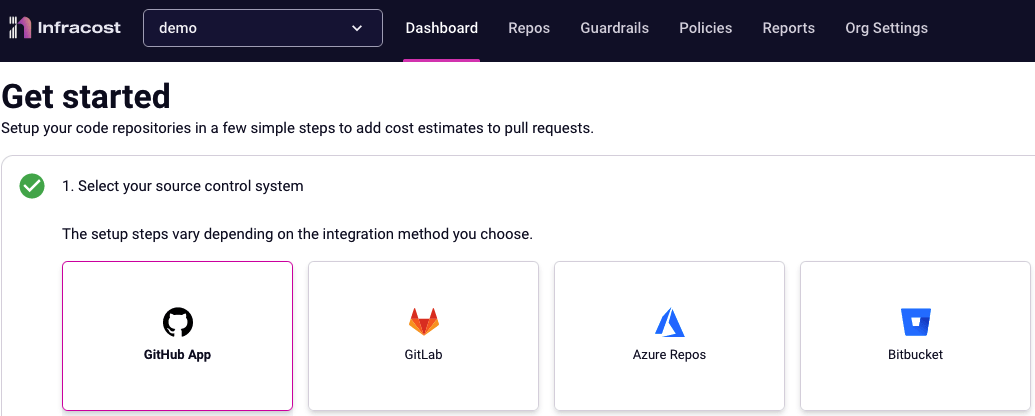 Infracost demo Dashboard Repos Guardrails Policies Reports Org Settings
Get started
Setup your code repositories in a few simple steps to add cost estimates to pull requests.
1. Select your source control system
The setup steps vary depending on the integration method you choose.
GitHub App GitLab Azure Repos Bitbucket